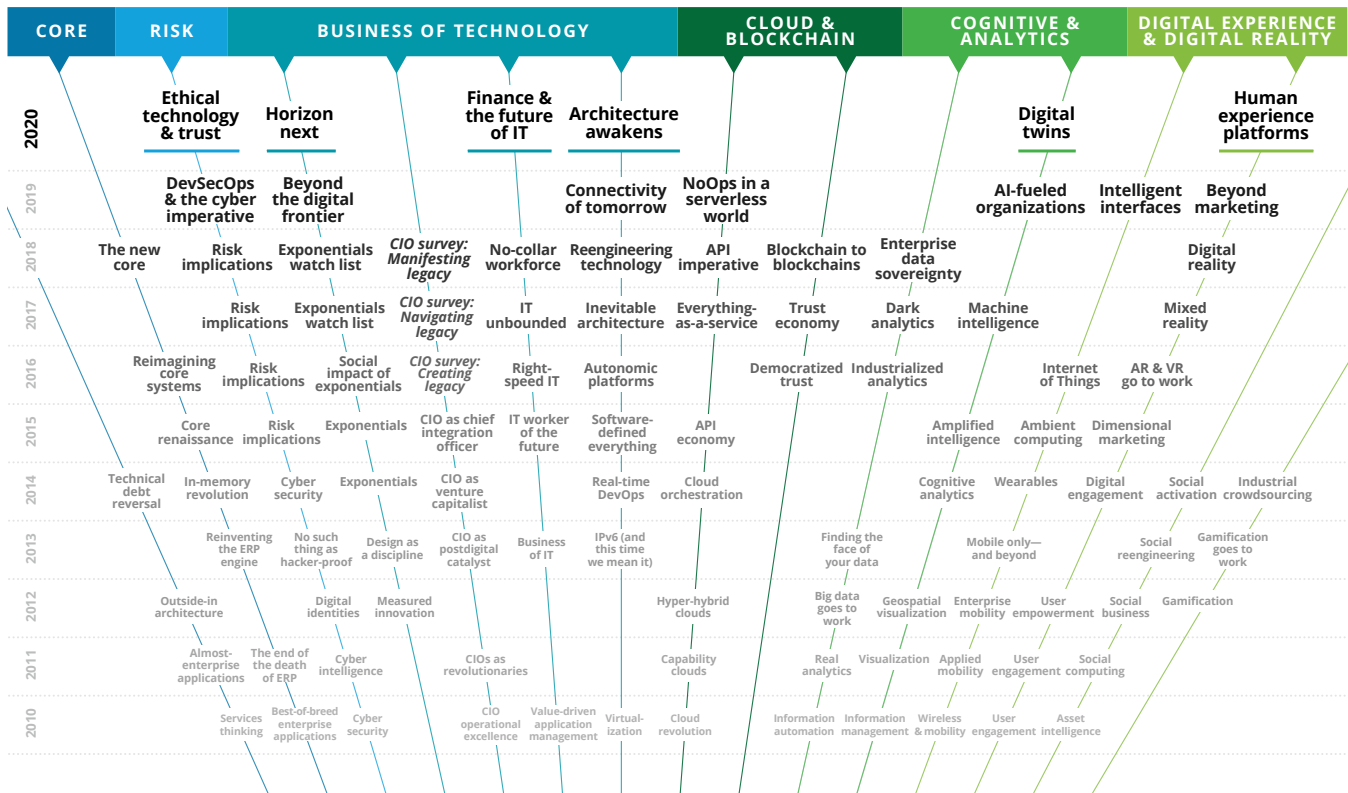 CORE
RISK
BUSINESS OF TECHNOLOGY
CLOUD &
BLOCKCHAIN
COGNITIVE &
ANALYTICS
DIGITAL EXPERIENCE
& DIGITAL REALITY
2020
Ethical
technology
& trust
Horizon
next
Finance &
the future
of IT
Architecture
awakens
Digital
twins
Human
experience
platforms
2019
DevSecOps
& the cyber
imperative
Beyond
the digital
frontier
Connectivity
of tomorrow
NoOps in a
serverless
world
AI-fueled
organizations
Intelligent
interfaces
Beyond
marketing
2018
The new
core
Risk
implications
Exponentials
watch list
CIO survey:
Manifesting
legacy
No-collar
workforce
Reengineering
technology
API
imperative
Blockchain to
blockchains
Enterprise
data
sovereignty
Digital
reality
2017
Risk
implications
Exponentials
watch list
CIO survey:
Navigating
legacy
IT
unbounded
Inevitable
architecture
Everything-
as-a-service
Trust
economy
Dark
analytics
Machine
intelligence
Mixed
reality
2016
Reimagining
core
systems
Risk
implications
Social
impact of
exponentials
CIO survey:
Creating
legacy
Right-
speed IT
Autonomic
platforms
Democratized
trust
Industrialized
analytics
Internet
of Things
AR & VR
go to work
2015
Core
renaissance
Risk
implications
Exponentials
CIO as chief
integration
officer
IT worker
of the
future
Software-
defined
everything
API
economy
Amplified
intelligence
Ambient
computing
Dimensional
marketing
2014
Technical
debt
reversal
In-memory
revolution
Cyber
security
Exponentials
CIO as
venture
capitalist
Real-time
DevOps
Cloud
orchestration
Cognitive
analytics
Wearables
Digital
engagement
Social
activation
Industrial
crowdsourcing
2013
Reinventing
the ERP
engine
No such
thing as
hacker-proof
Design as
a discipline
CIO as
postdigital
catalyst
Business
of IT
IPv6 (and
this time
we mean it)
Finding the
face of
your data
Mobile only—
and beyond
Social
reengineering
Gamification
goes to
work
2012
Outside-in
architecture
Digital
identities
Measured
innovation
Hyper-hybrid
clouds
Big data
goes to
work
Geospatial
visualization
Enterprise
mobility
User
empowerment
Social
business
Gamification
2011
Almost-
enterprise
applications
The end of
the death
of ERP
Cyber
intelligence
CIOs as
revolutionaries
Capability
clouds
Real
analytics
Visualization
Applied
mobility
User
engagement
Social
computing
2010
Services
thinking
Best-of-breed
enterprise
applications
Cyber
security
CIO
operational
excellence
Value-driven
application
management
Virtual-
ization
Cloud
revolution
Information
automation
Information
management
Wireless
& mobility
User
engagement
Asset
intelligence